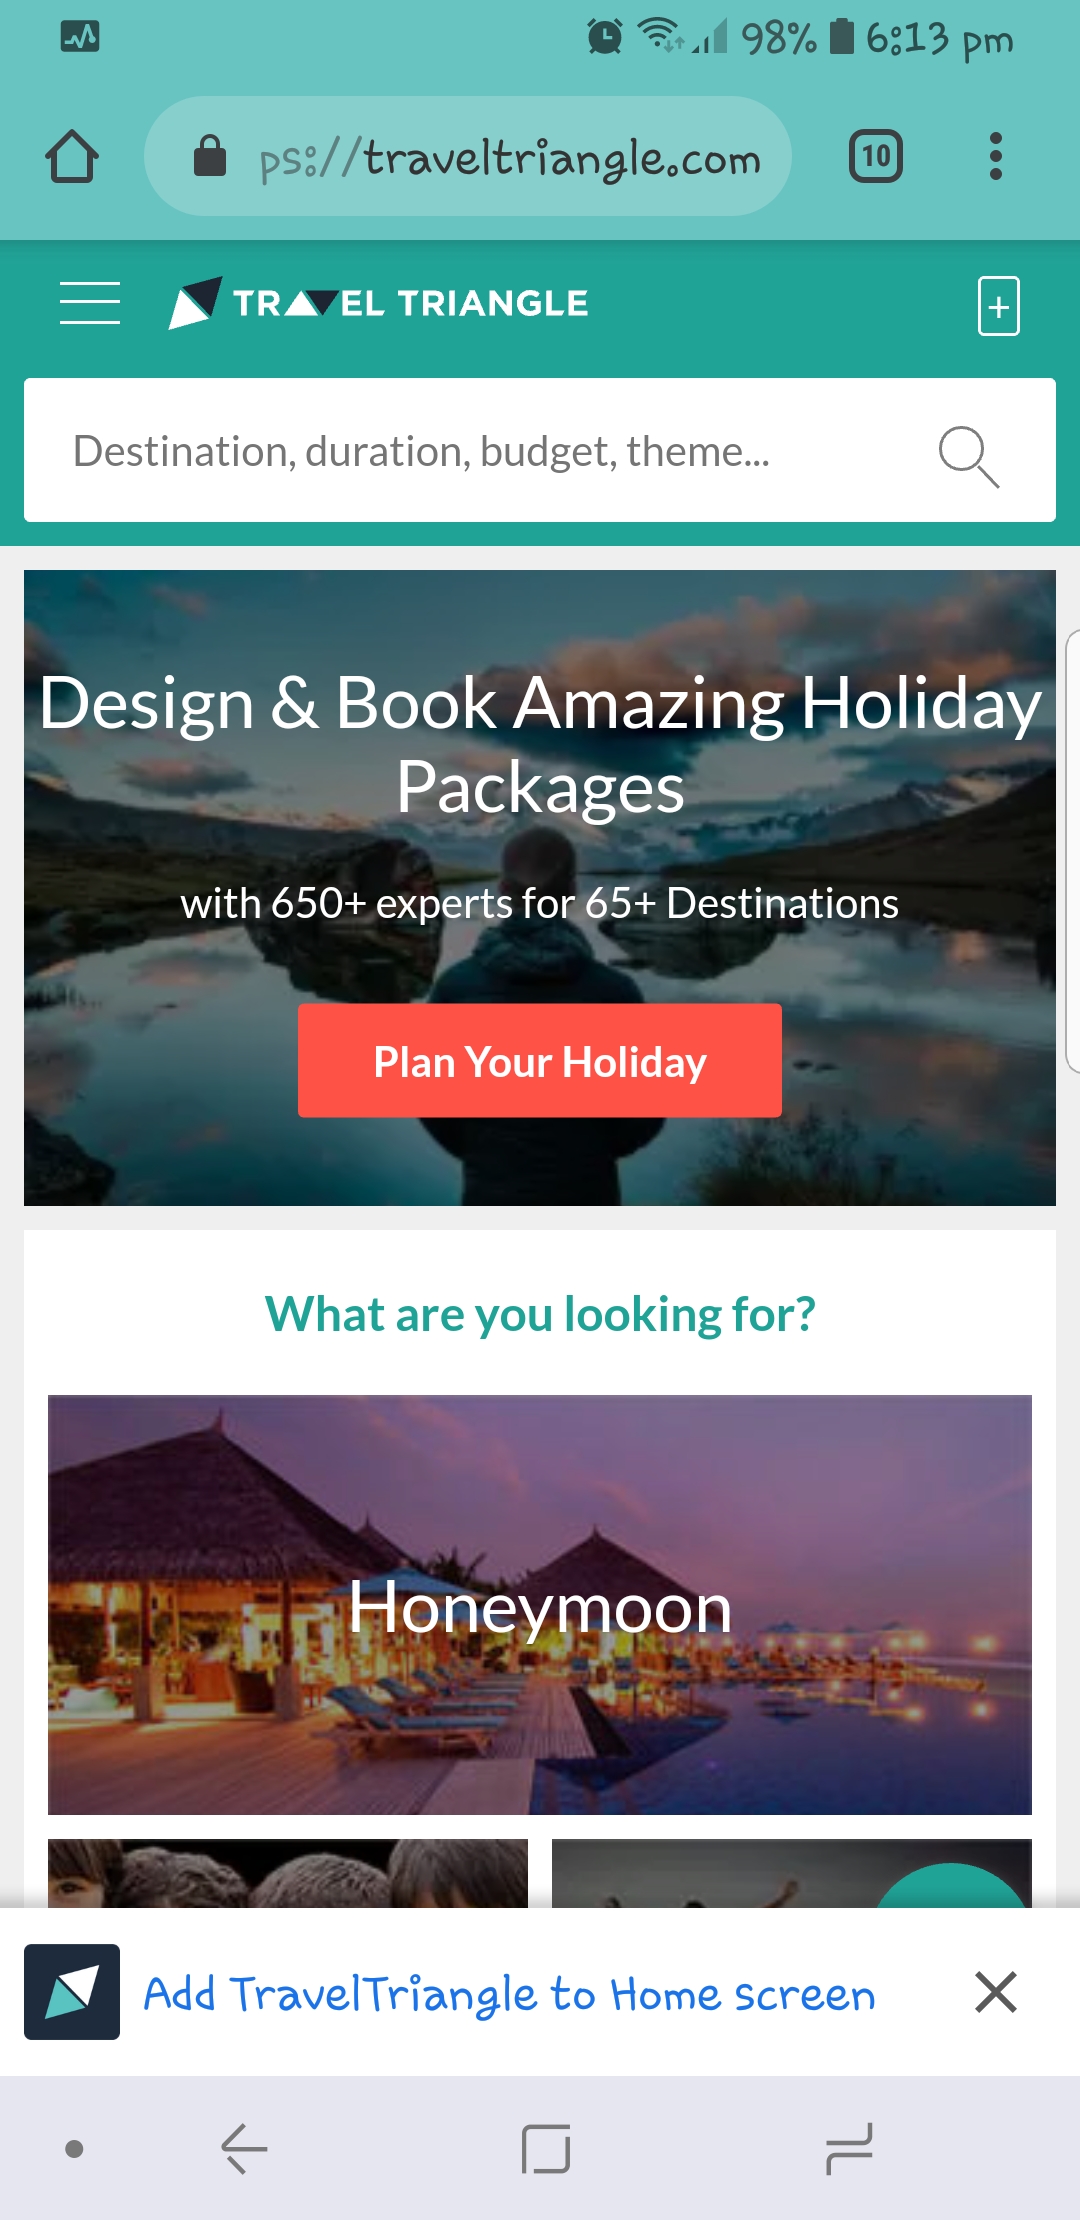 98% 6:13 pm
ps://traveltriangle.com
10
TRAVEL TRIANGLE
+
Destination, duration, budget, theme...
Design & Book Amazing Holiday
Packages
with 650+ experts for 65+ Destinations
Plan Your Holiday
What are you looking for?
Honeymoon
Add TravelTriangle to Home screen